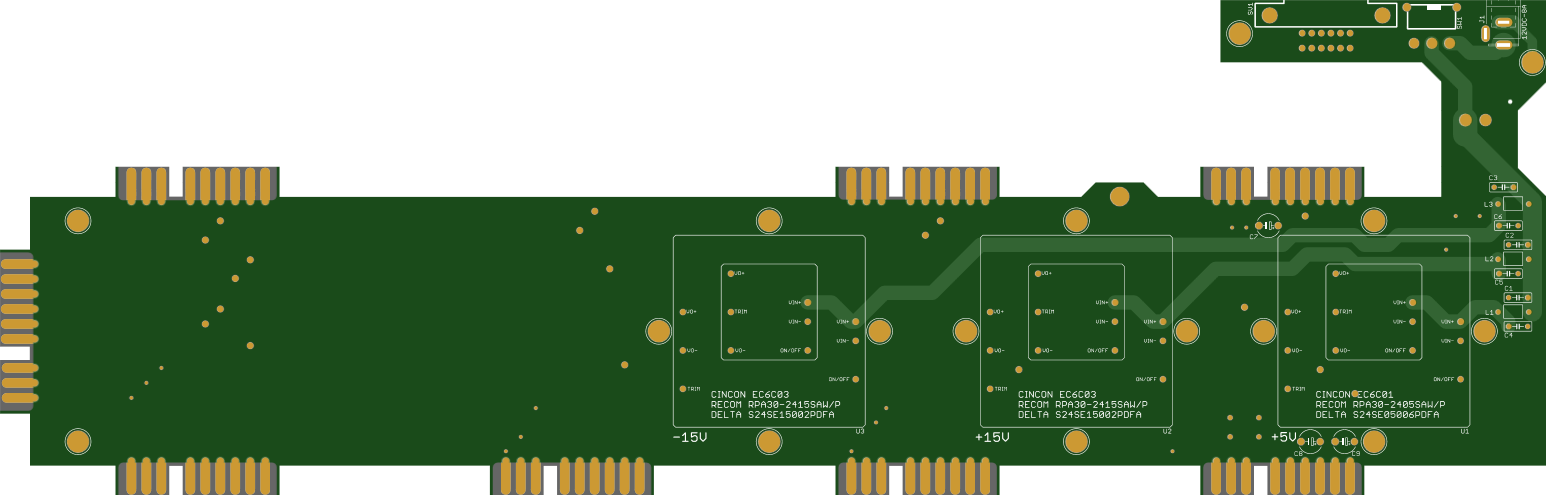 SV1
SW1
J1
12VDC-8A
C3
L3
C6
C7
C2
L2
C5
C1
L1
C4
VO+
VIN+
VO+
TRIM
VIN-
VIN+
VIN-
VO-
VO-
ON/OFF
ON/OFF
TRIM
CINCON EC6C03
RECOM RPA30-2415SAW/P
DELTA S24SE15002PDFA
U3
-15V
VO+
VIN+
VO+
TRIM
VIN-
VIN+
VIN-
VO-
VO-
ON/OFF
ON/OFF
TRIM
CINCON EC6C03
RECOM RPA30-2415SAW/P
DELTA S24SE15002PDFA
U2
+15V
VO+
VIN+
VO+
TRIM
VIN-
VIN+
VIN-
VO-
VO-
ON/OFF
ON/OFF
TRIM
CINCON EC6C01
RECOM RPA30-2405SAW/P
DELTA S24SE05006PDFA
U1
+5V
C8
C9